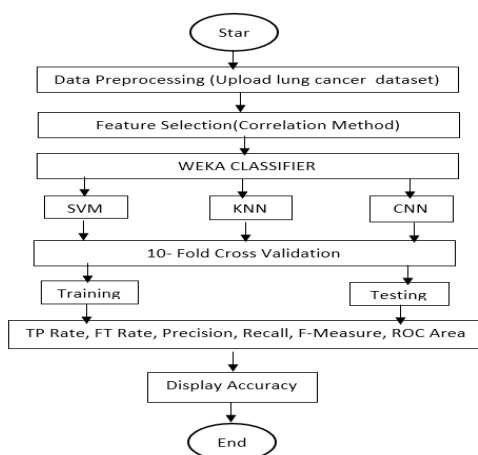 Star
Data Preprocessing (Upload lung cancer dataset)
Feature Selection(Correlation Method)
WEKA CLASSIFIER
SVM
KNN
CNN
10- Fold Cross Validation
Training
Testing
TP Rate, FT Rate, Precision, Recall, F-Measure, ROC Area
Display Accuracy
End